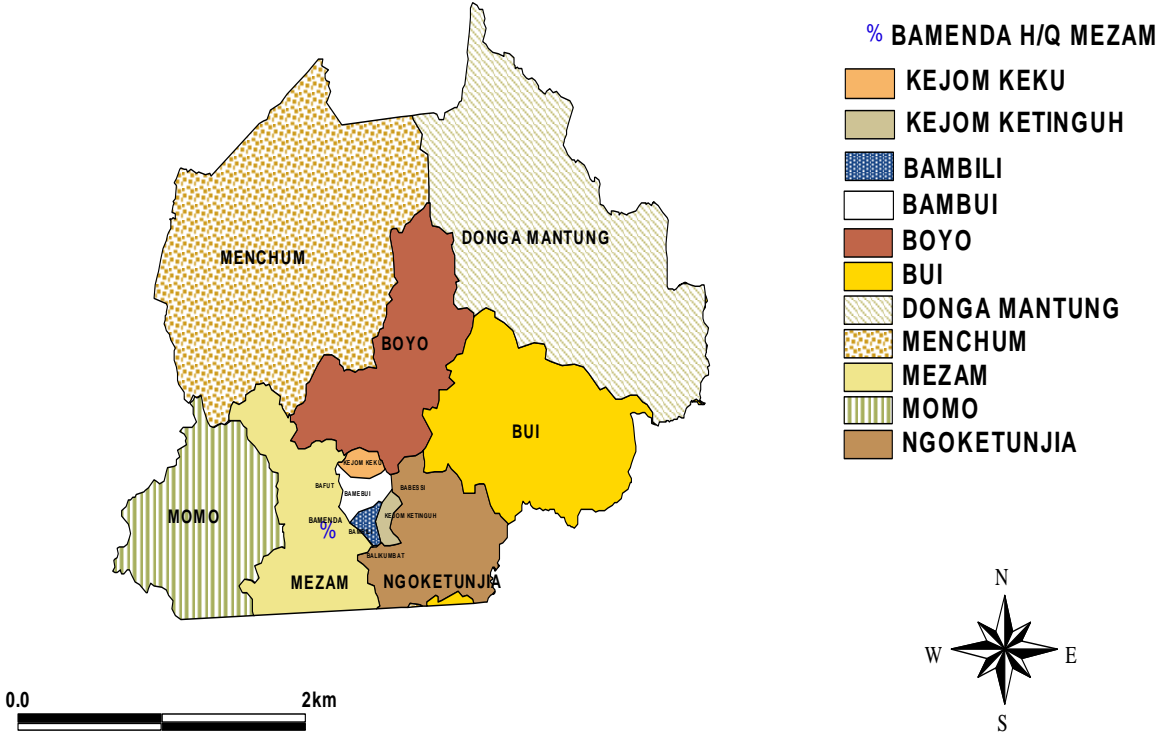 % BAMENDA H/Q MEZAM
KEJOM KEKU
KEJOM KETINGUH
BAMBILI
BAMBUI
BOYO
BUI
DONGA MANTUNG
MENCHUM
MEZAM
MOMO
NGOKETUNJIA
DONGA MANTUNG
MENCHUM
BOYO
BUI
KEJOM KEKU
BAFUT
BABESSI
BAMEBUI
MOMO
BAMENDA
KEJOM KETINGUH
%
BALIKUMBAT
MEZAM
NGOKETUNJIA
N
W
E
S
0.0
2km